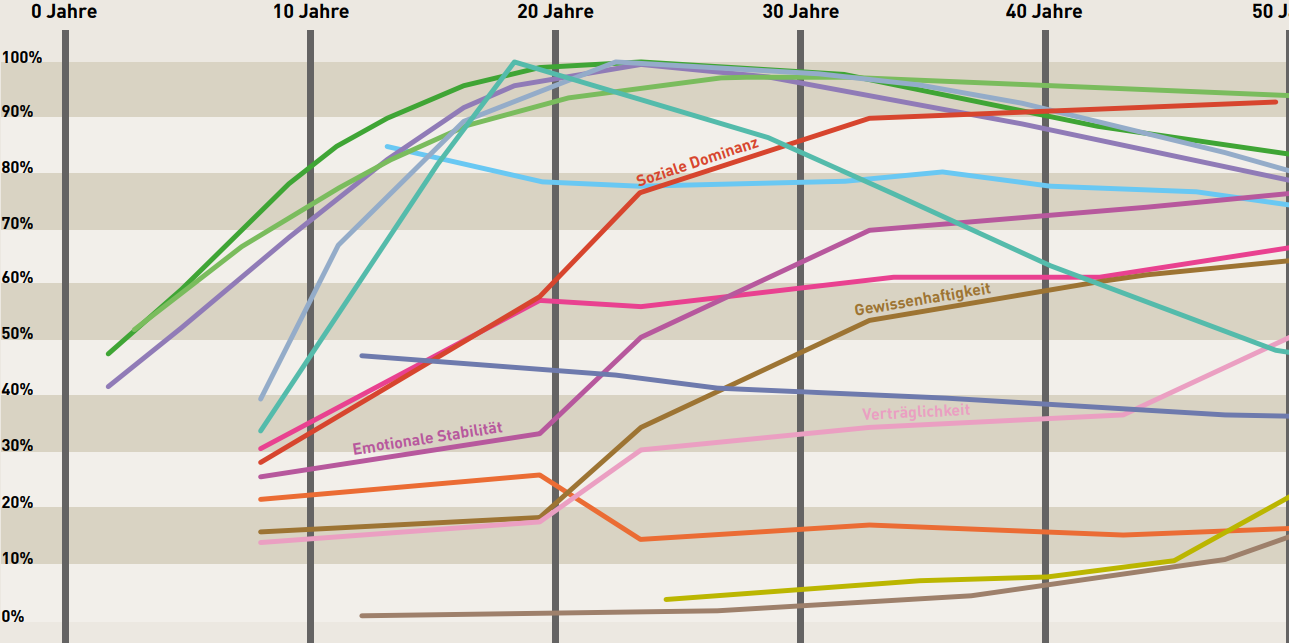 0 Jahre 10 Jahre 20 Jahre 30 Jahre 40 Jahre 50 J
100%
90%
80%
Soziale Dominanz
70%
60%
Gewissenhaftigkeit
50%
40%
Verträglichkeit
Emotionale Stabilität
30%
20%
10%
0%